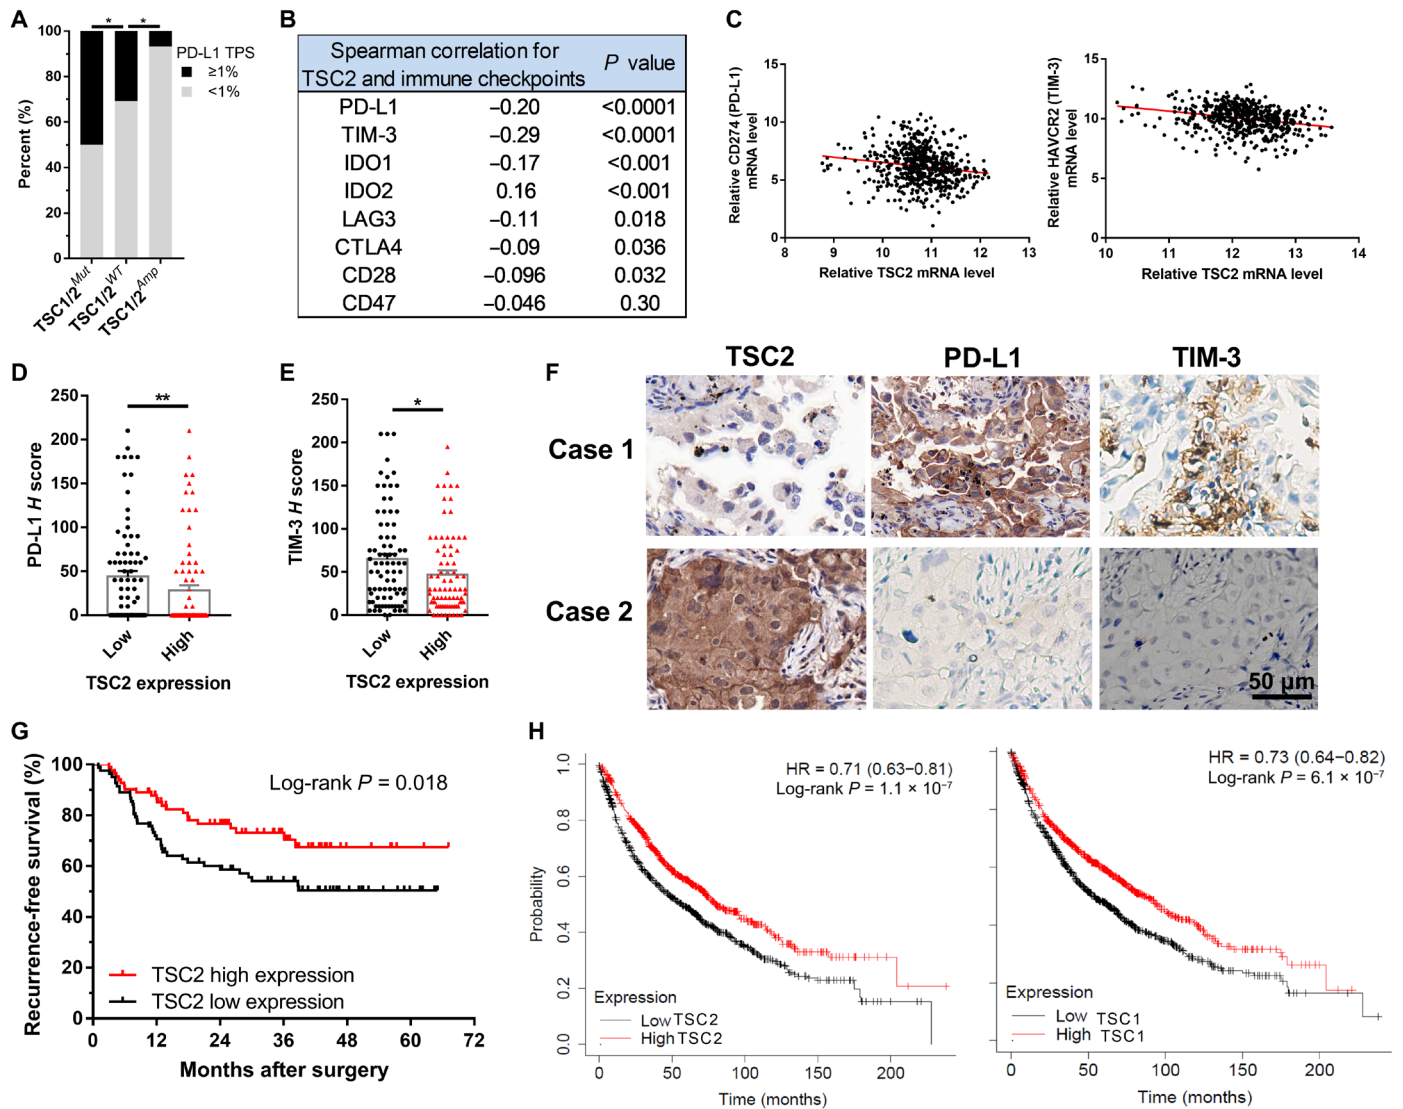 A
* *
PD-L1 TPS
≥1%
<1%
Percent (%)
100
80
60
40
20
0
TSC1/2Mut
TSC1/2WT
TSC1/2Amp
B
Spearman correlation for
TSC2 and immune checkpoints
P value
PD-L1 –0.20 <0.0001
TIM-3 –0.29 <0.0001
IDO1 –0.17 <0.001
IDO2 0.16 <0.001
LAG3 –0.11 0.018
CTLA4 –0.09 0.036
CD28 –0.096 0.032
CD47 –0.046 0.30
C
Relative CD274 (PD-L1)
mRNA level
15
10
5
0
8 9 10 11 12 13
Relative TSC2 mRNA level
Relative HAVCR2 (TIM-3)
mRNA level
15
10
5
0
10 11 12 13 14
Relative TSC2 mRNA level
D
**
PD-L1 H score
250
200
150
100
50
0
Low High
TSC2 expression
E
*
TIM-3 H score
250
200
150
100
50
0
Low High
TSC2 expression
F
TSC2 PD-L1 TIM-3
Case 1
Case 2
50 μm
G
Recurrence-free survival (%)
100
80
60
40
20
0
Log-rank P = 0.018
TSC2 high expression
TSC2 low expression
0 12 24 36 48 60 72
Months after surgery
H
Probability
1.0
0.8
0.6
0.4
0.2
0.0
HR = 0.71 (0.63–0.81)
Log-rank P = 1.1 × 10–7
Expression
Low TSC2
High TSC2
0 50 100 150 200
Time (months)
HR = 0.73 (0.64–0.82)
Log-rank P = 6.1 × 10–7
Expression
Low TSC1
High TSC1
0 50 100 150 200
Time (months)